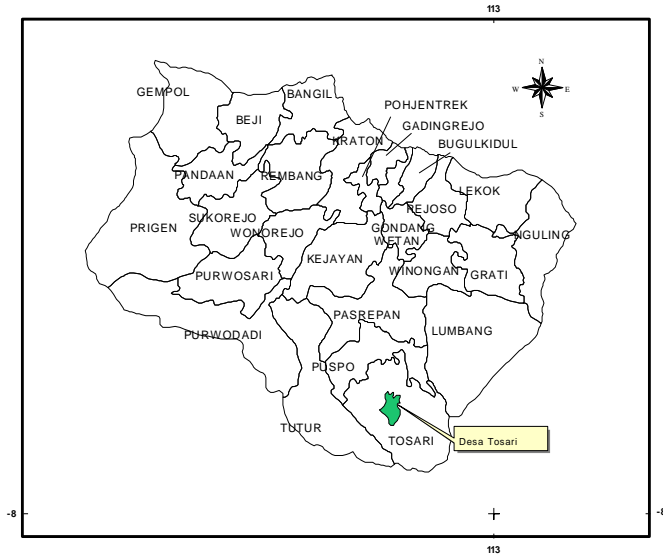 113
N
W E
S
GEMPOL
BANGIL
BEJI
POHJENTREK
GADINGREJO
KRATON
BUGULKIDUL
PANDAAN
REMBANG
LEKOK
REJOSO
SUKOREJO
PRIGEN
WONOREJO
GONDANG
WETAN
NGULING
KEJAYAN
PURWOSARI
WINONGAN
GRATI
PASREPAN
LUMBANG
PURWODADI
PUSPO
TUTUR
TOSARI
Desa Tosari
-8
-8
113